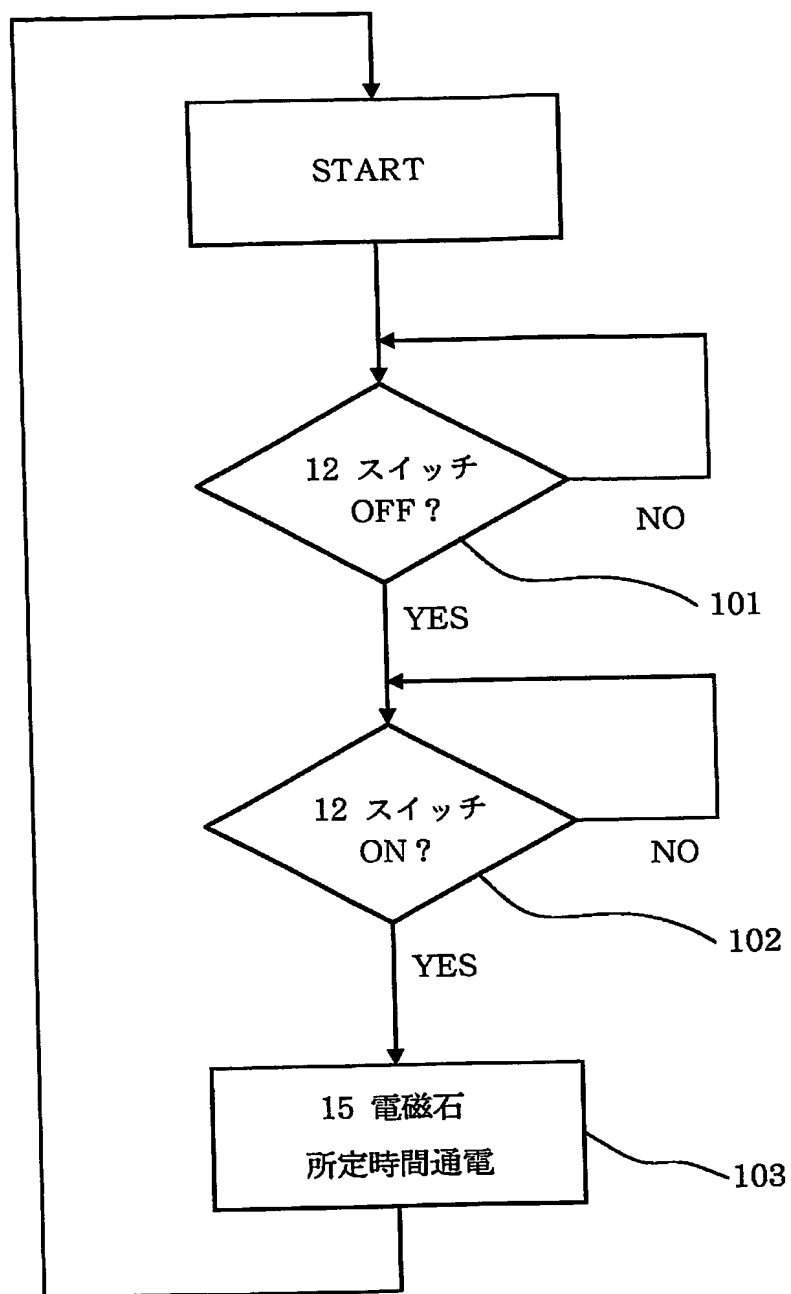 START
12 スイッチ
OFF?
NO
101
YES
12 スイッチ
ON?
NO
102
YES
15 電磁石
所定時間通電
103